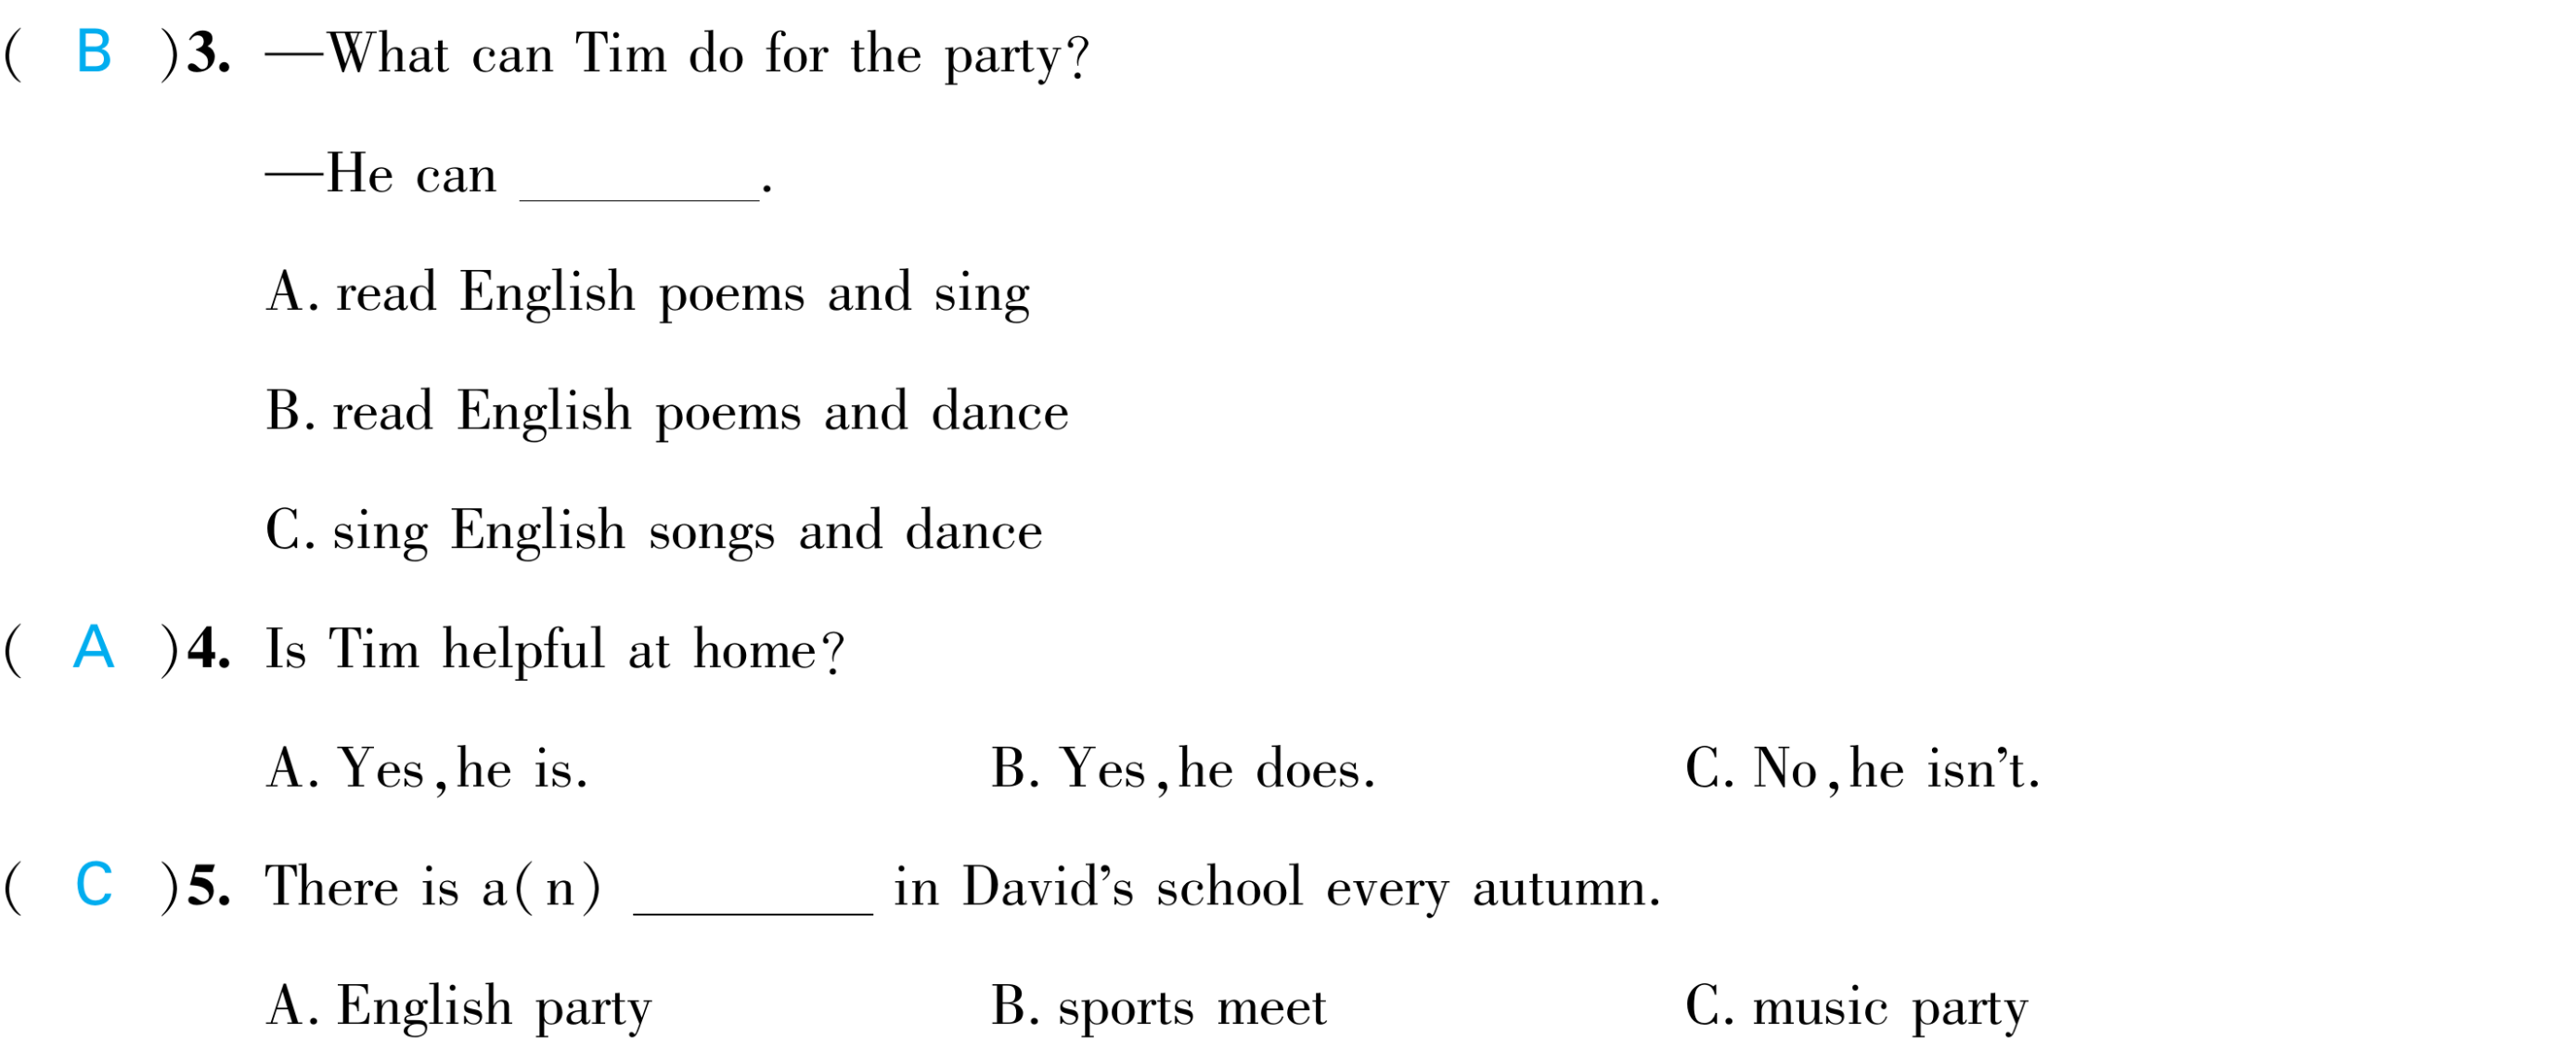 ( B )3. —What can Tim do for the party?
—He can ________.
A. read English poems and sing
B. read English poems and dance
C. sing English songs and dance
( A )4. Is Tim helpful at home?
A. Yes,he is. B. Yes,he does. C. No,he isn't.
( C )5. There is a(n) ________ in David's school every autumn.
A. English party B. sports meet C. music party